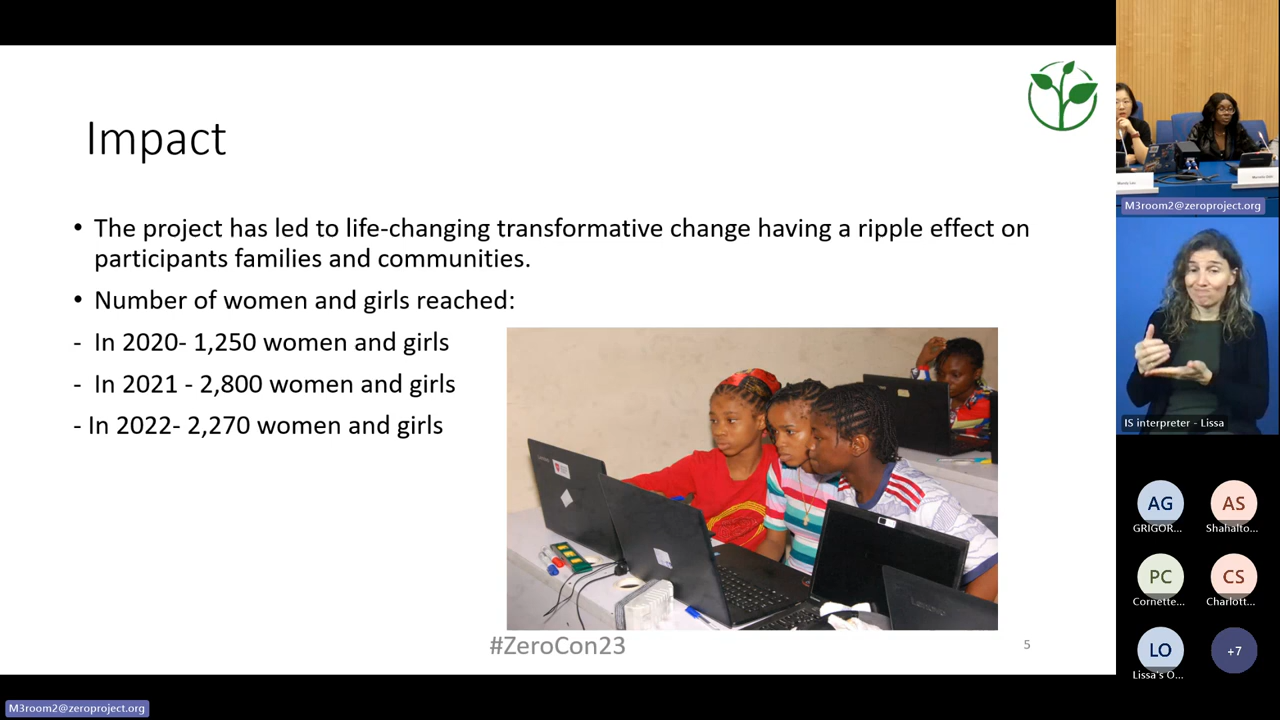 Impact
• The project has led to life-changing transformative change having a ripple effect on
participants families and communities.
• Number of women and girls reached:
- In 2020- 1,250 women and girls
- In 2021 - 2,800 women and girls
- In 2022- 2,270 women and girls
#ZeroCon23
5
M3room2@zeroproject.org
IS interpreter - Lissa
AG
GRIGOR...
AS
Shahalto...
PC
Cornette...
CS
Charlott...
LO
Lissa's O...
+7
M3room2@zeroproject.org